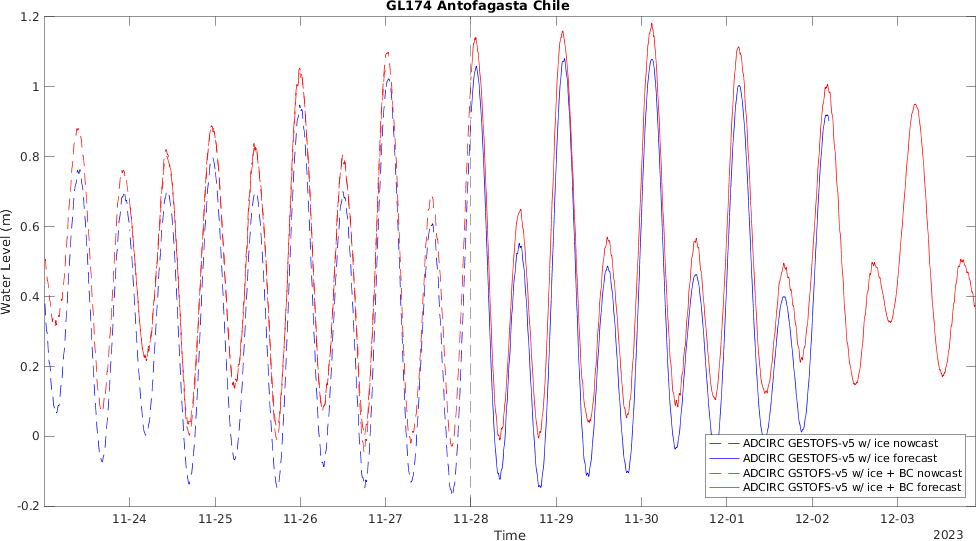 GL174 Antofagasta Chile
1.2
1
0.8
0.6
0.4
0.2
0
-0.2
Water Level (m)
11-24 11-25 11-26 11-27 11-28 11-29 11-30 12-01 12-02 12-03
Time
2023
ADCIRC GESTOFS-v5 w/ ice nowcast
ADCIRC GESTOFS-v5 w/ ice forecast
ADCIRC GSTOFS-v5 w/ ice + BC nowcast
ADCIRC GSTOFS-v5 w/ ice + BC forecast